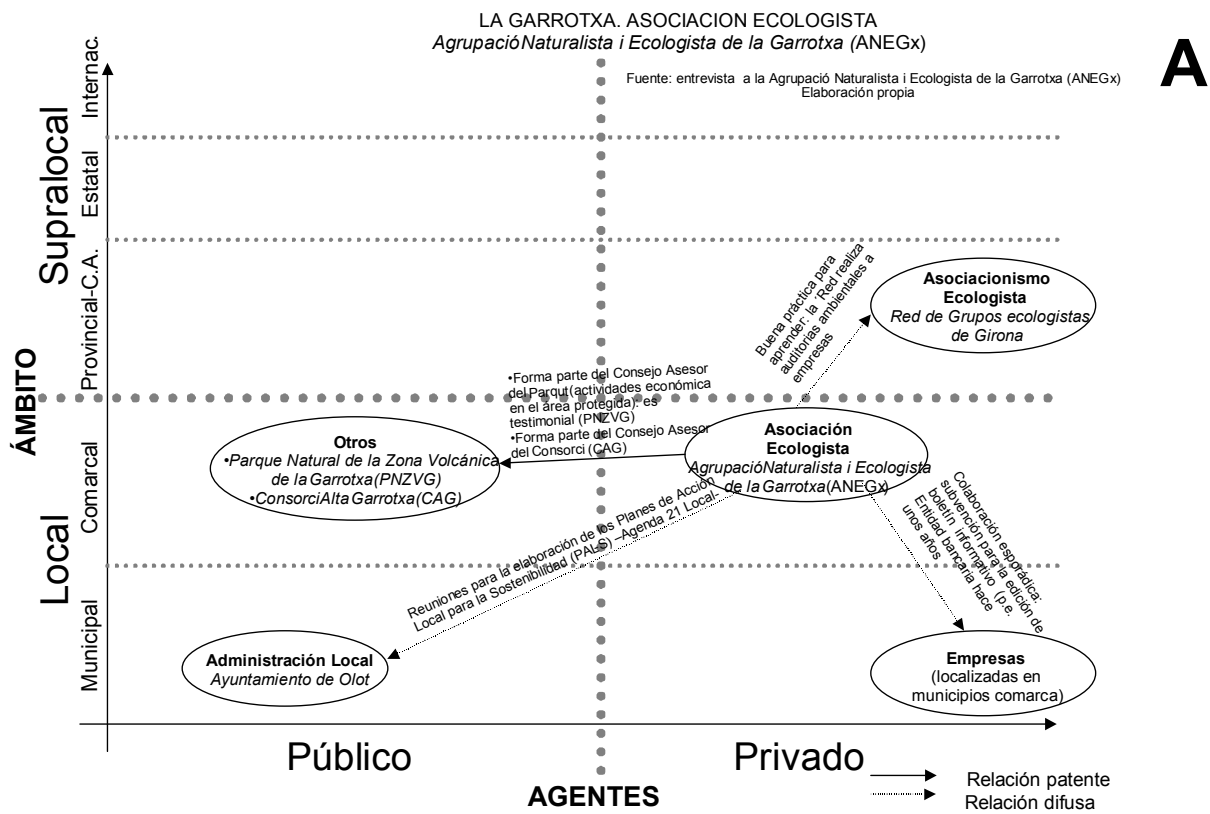 LA GARROTXA. ASOCIACION ECOLOGISTA
AgrupacióNaturalista i Ecologista de la Garrotxa (ANEGx)
A
Fuente: entrevista a la Agrupació Naturalista i Ecologista de la Garrotxa (ANEGx)
Elaboración propia
ÁMBITO
Supralocal
Internac.
Estatal
Provincial-C.A.
Local
Comarcal
Municipal
Buena práctica para
aprender: la ´Red realiza
auditorias ambientales a
empresas
Asociacionismo
Ecologista
Red de Grupos ecologistas
de Girona
•Forma parte del Consejo Asesor
del Parqut(actividades económica
en el área protegida): es
testimonial (PNZVG)
•Forma parte del Consejo Asesor
del Consorci (CAG)
Otros
•Parque Natural de la Zona Volcánica
de la Garrotxa(PNZVG)
•ConsorciAlta Garrotxa(CAG)
Asociación
Ecologista
AgrupacióNaturalista i Ecologista
de la Garrotxa(ANEGx)
Reuniones para la elaboración de los Planes de Acción
Local para la Sostenibilidad (PALS) –Agenda 21 Local-
Colaboración esporádica:
subvención para la edición de
boletín informativo (p.e.
Entidad bancaria hace
unos años
Administración Local
Ayuntamiento de Olot
Empresas
(localizadas en
municipios comarca)
Público
Privado
AGENTES
Relación patente
Relación difusa